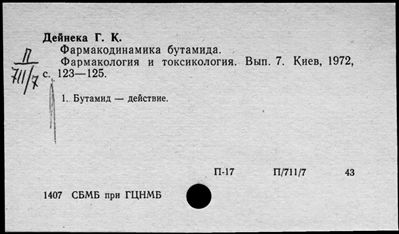 Дейнека Г. К.
Фармакодинамика бутамида.
П
711/7
Фармакология и токсикология. Вып. 7. Киев, 1972,
с. 123—125.
1. Бутамид — действие.
П-17 П/711/7 43
1407 СБМБ при ГЦНМБ